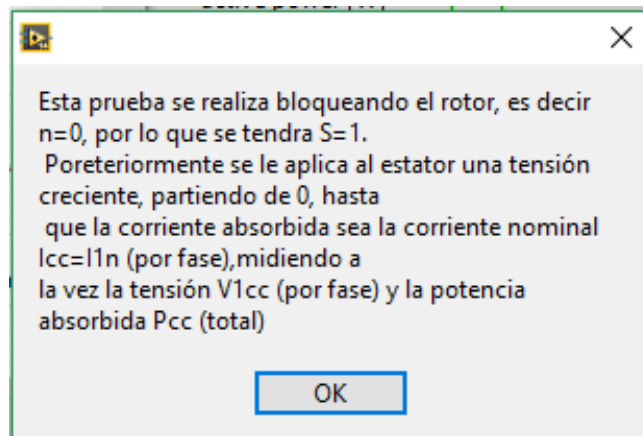 Esta prueba se realiza bloqueando el rotor, es decir
n=0, por lo que se tendra S=1.
Poreteriormente se le aplica al estator una tensión
creciente, partiendo de 0, hasta
que la corriente absorbida sea la corriente nominal
Icc=I1n (por fase),midiendo a
la vez la tensión V1cc (por fase) y la potencia
absorbida Pcc (total)
OK